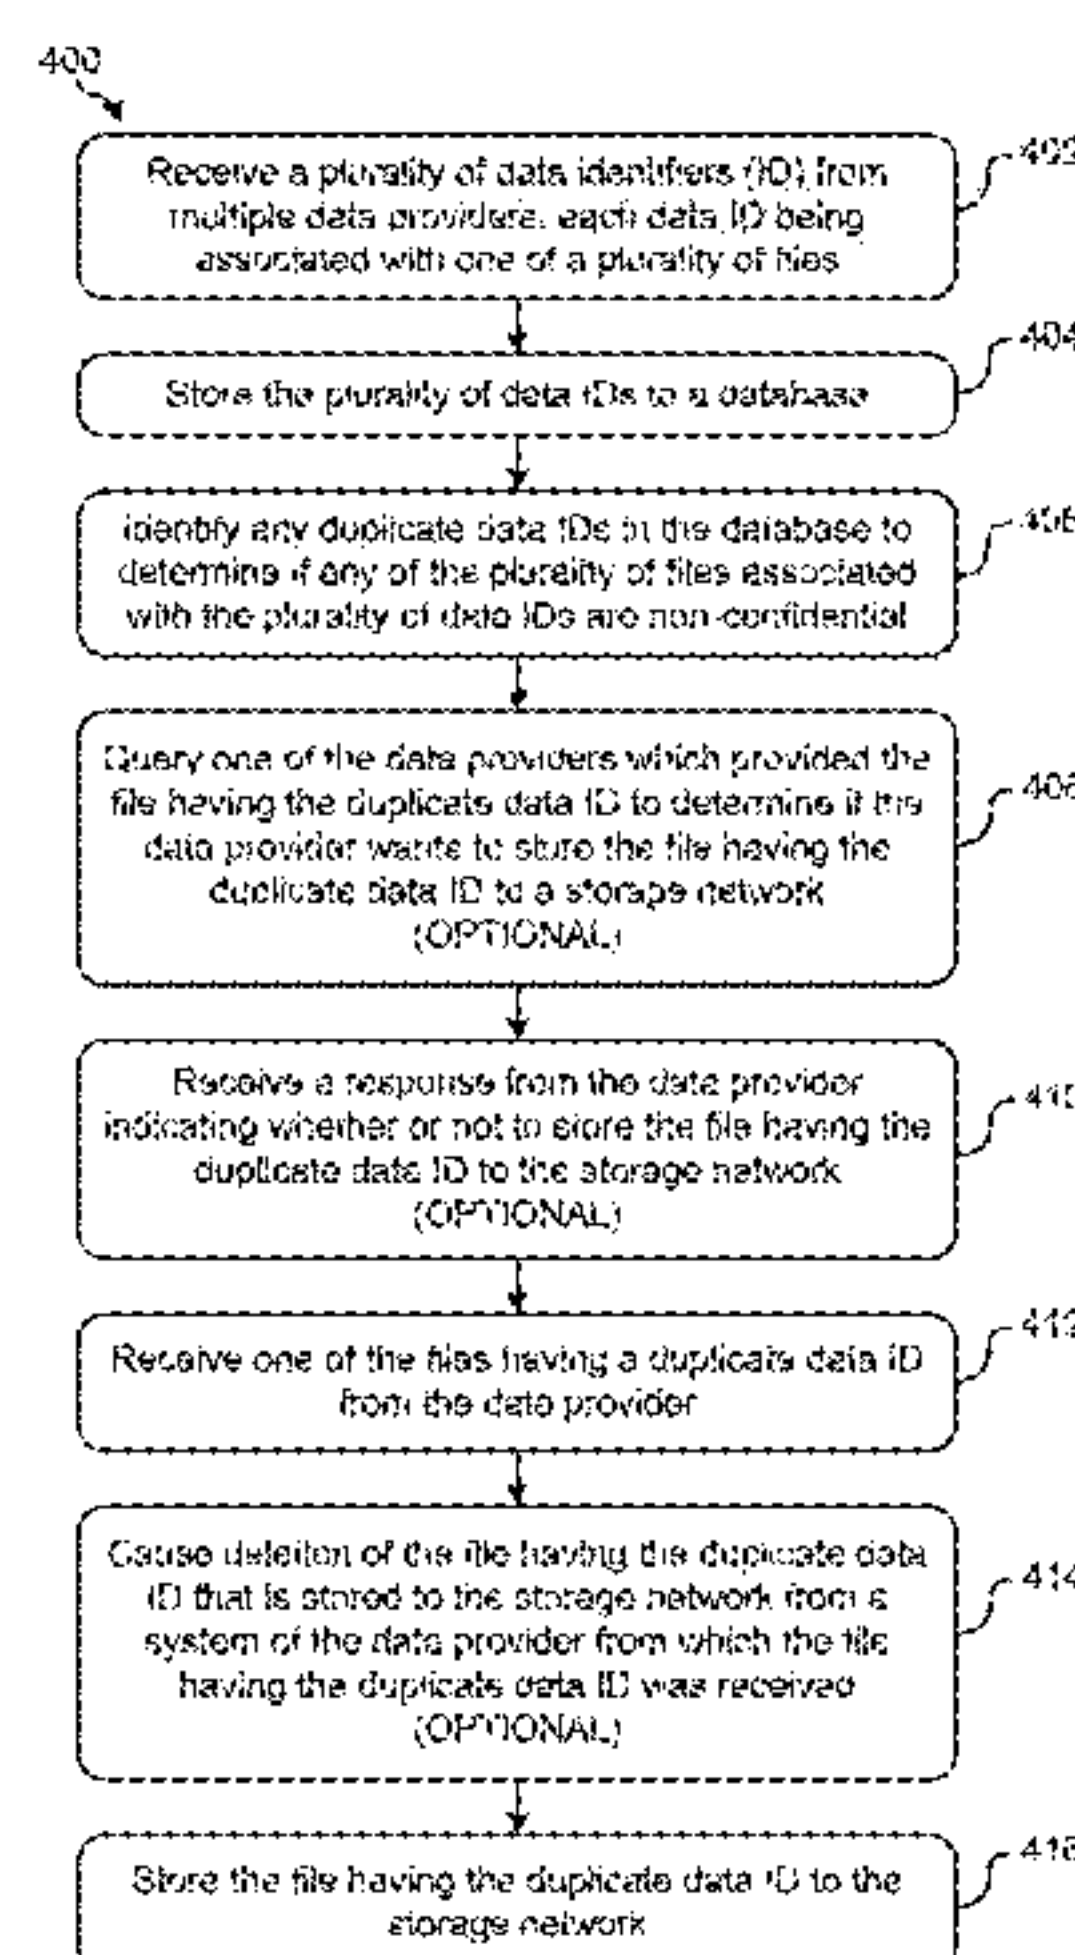 400
Receive a plurality of data identifiers (ID) from
multiple data providers, each data ID being
associated with one of a plurality of files
402
Store the plurality of data IDs to a database
404
Identify any duplicate data IDs in the database to
determine if any of the plurality of files associated
with the plurality of data IDs are non-confidential
406
Query one of the data providers which provided the
file having the duplicate data ID to determine if the
data provider wants to store the file having the
duplicate data ID to a storage network
(OPTIONAL)
408
Receive a response from the data provider
indicating whether or not to store the file having the
duplicate data ID to the storage network
(OPTIONAL)
410
Receive one of the files having a duplicate data ID
from the data provider
412
Cause deletion of the file having the duplicate data
ID that is stored to the storage network from a
system of the data provider from which the file
having the duplicate data ID was received
(OPTIONAL)
414
Store the file having the duplicate data ID to the
storage network
416